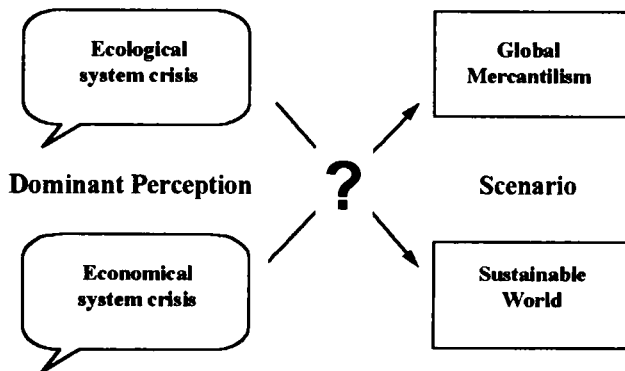 Ecological
system crisis
Global
Mercantilism
Dominant Perception
?
Scenario
Economical
system crisis
Sustainable
World